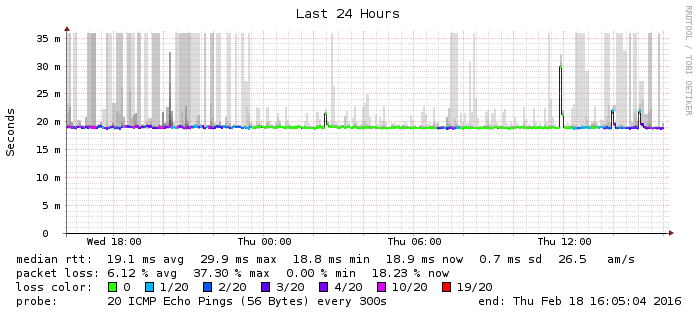 Last 24 Hours
RRDTOOL / TOBI OETIKER
Seconds
35 m
30 m
25 m
20 m
15 m
10 m
5 m
0
Wed 18:00 Thu 00:00 Thu 06:00 Thu 12:00
median rtt: 19.1 ms avg 29.9 ms max 18.8 ms min 18.9 ms now 0.7 ms sd 26.5 am/s
packet loss: 6.12 % avg 37.30 % max 0.00 % min 18.23 % now
loss color: 0 1/20 2/20 3/20 4/20 10/20 19/20
probe: 20 ICMP Echo Pings (56 Bytes) every 300s end: Thu Feb 18 16:05:04 2016